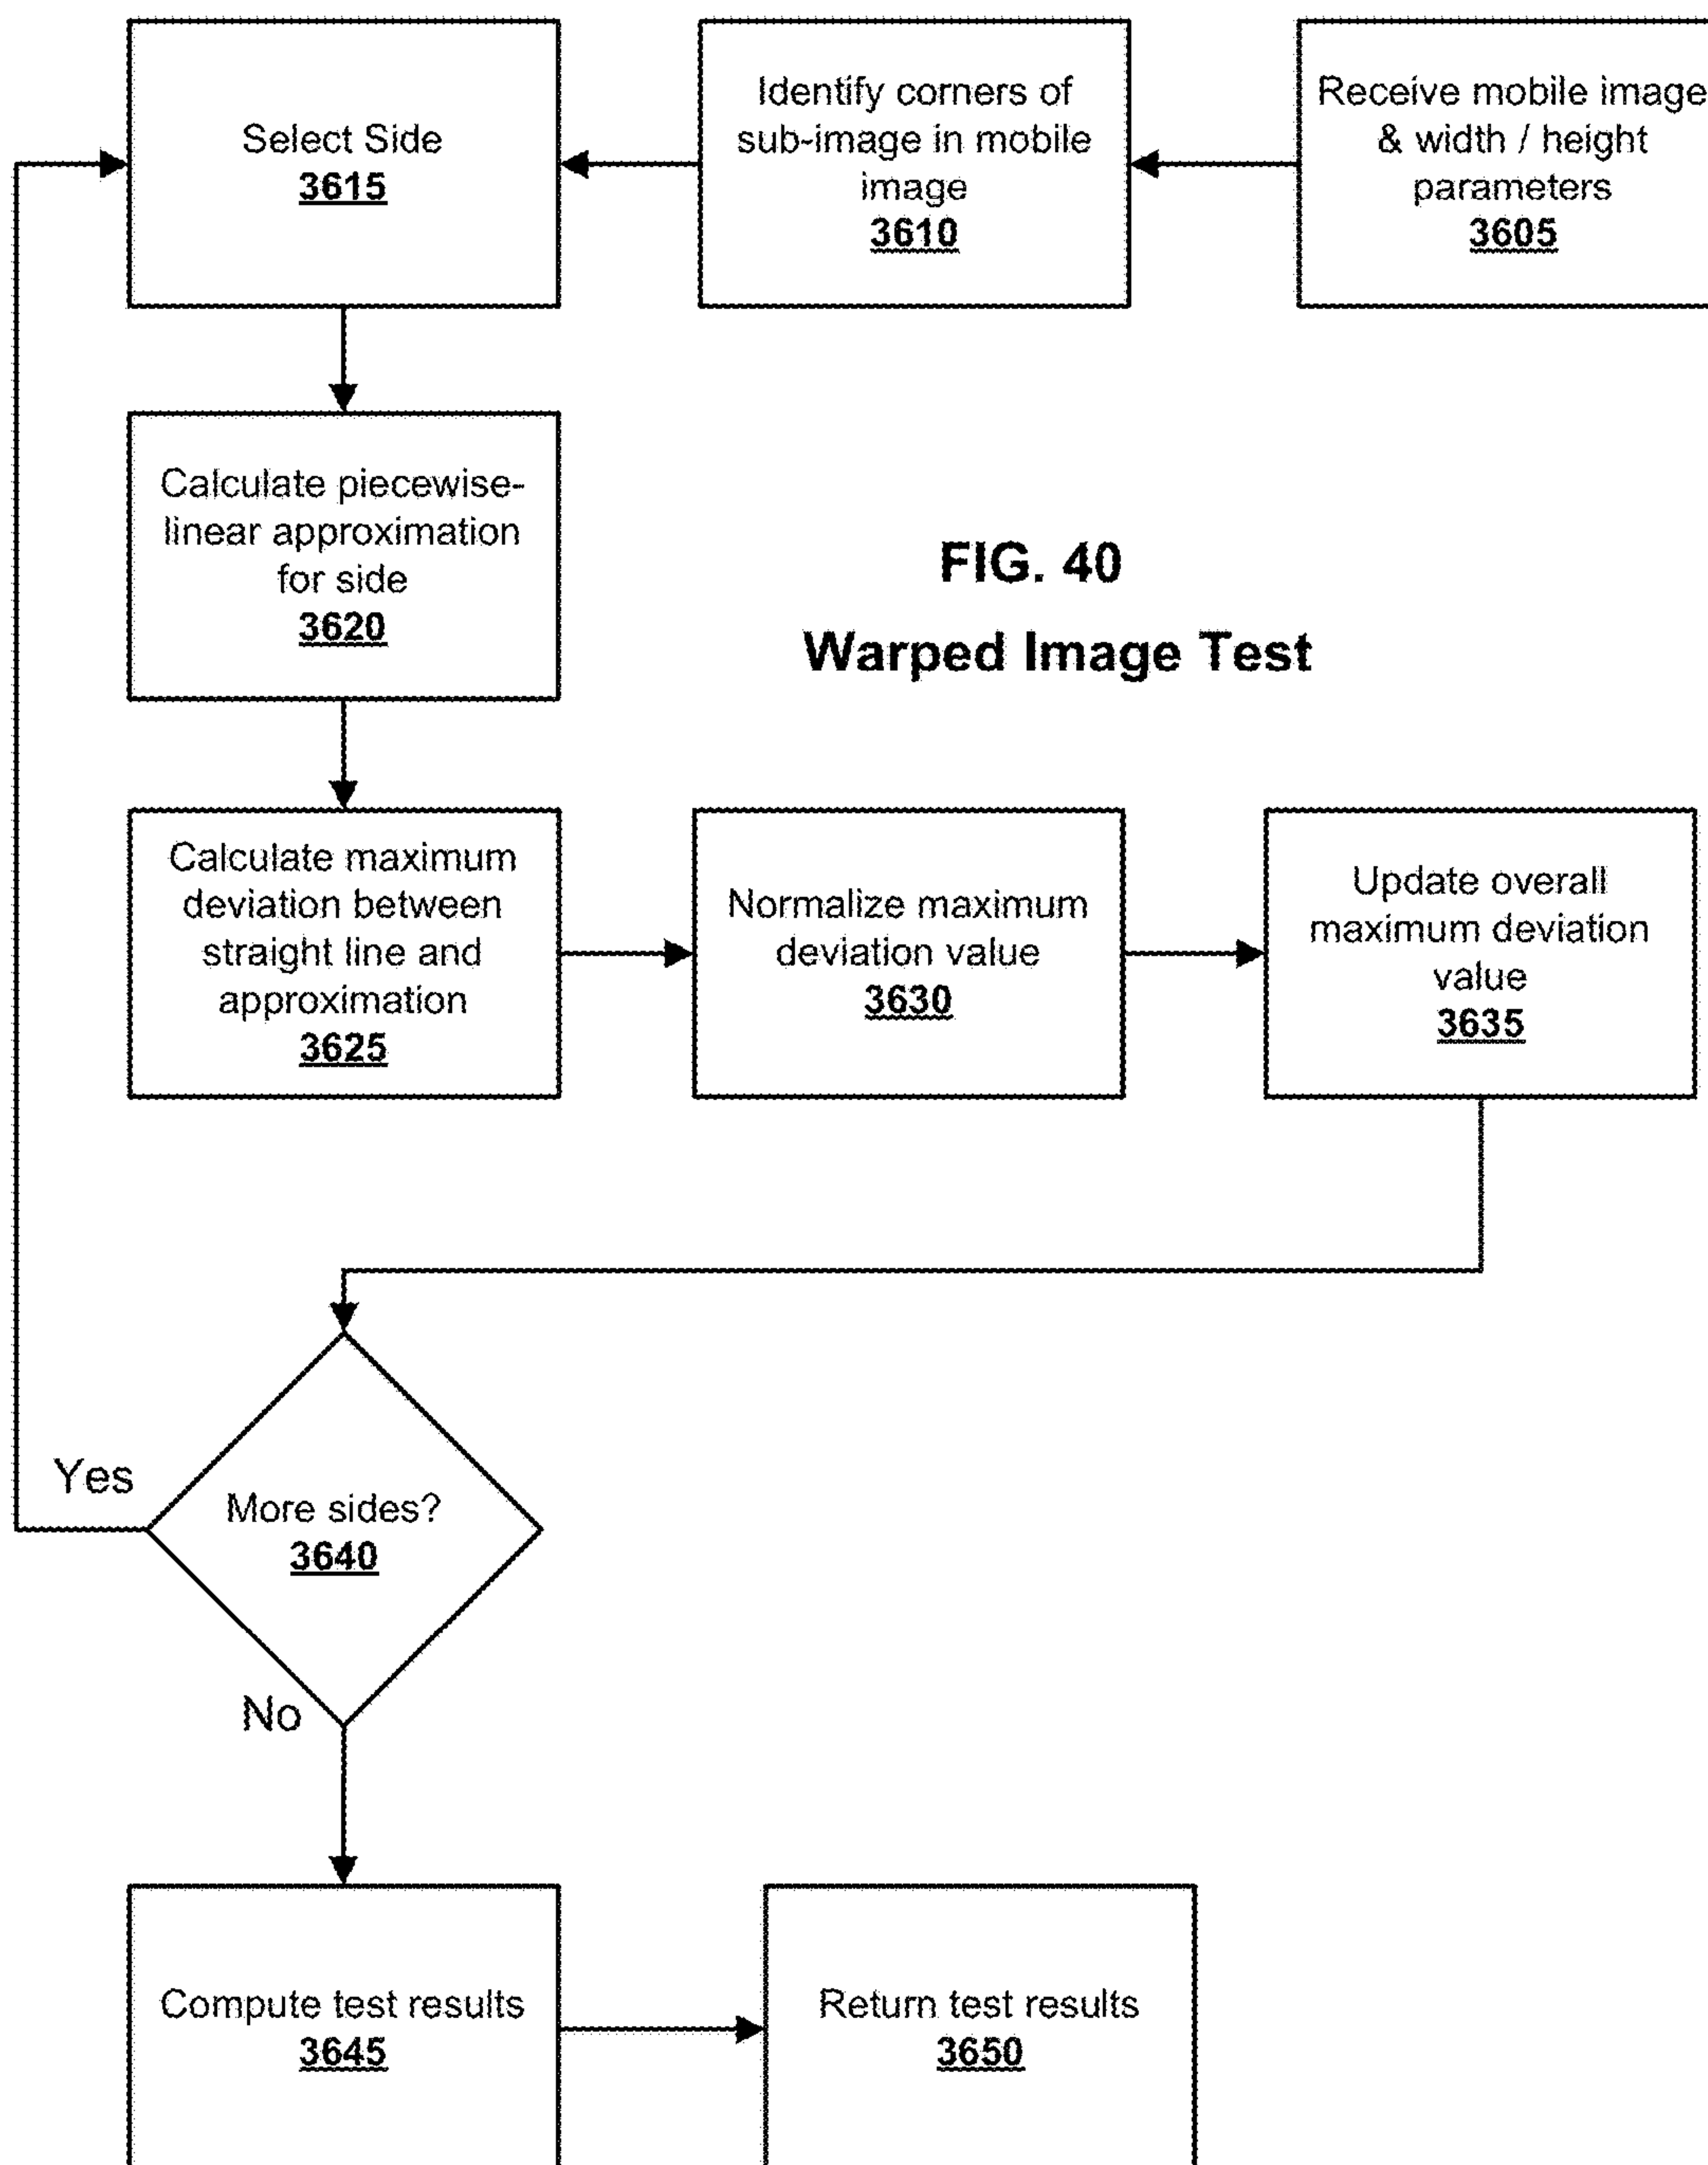 Receive mobile image
& width / height
parameters
3605
Identify corners of
sub-image in mobile
image
3610
Select Side
3615
Calculate piecewise-
linear approximation
for side
3620
FIG. 40
Warped Image Test
Calculate maximum
deviation between
straight line and
approximation
3625
Normalize maximum
deviation value
3630
Update overall
maximum deviation
value
3635
Yes
More sides?
3640
No
Compute test results
3645
Return test results
3650